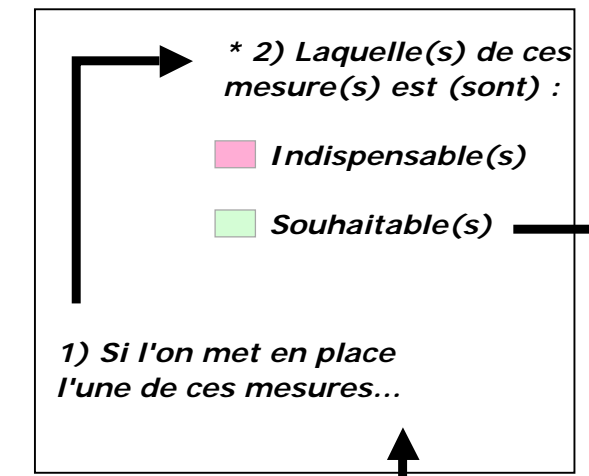 * 2) Laquelle(s) de ces
mesure(s) est (sont) :
Indispensable(s)
Souhaitable(s)
1) Si l'on met en place
l'une de ces mesures...